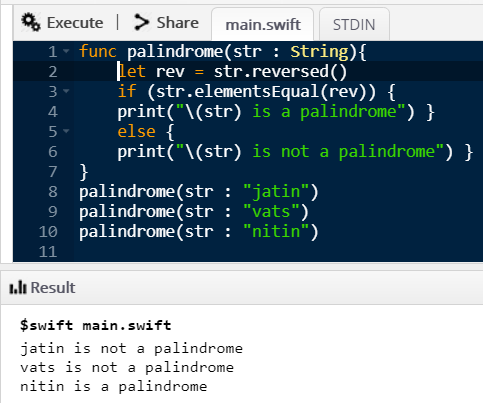 Execute | > Share main.swift STDIN
1 func palindrome(str : String){
2 let rev = str.reversed()
3 if (str.elementsEqual(rev)) {
4 print("\(str) is a palindrome") }
5 else {
6 print("\(str) is not a palindrome") }
7 }
8 palindrome(str : "jatin")
9 palindrome(str : "vats")
10 palindrome(str : "nitin")
11
Result
$swift main.swift
jatin is not a palindrome
vats is not a palindrome
nitin is a palindrome